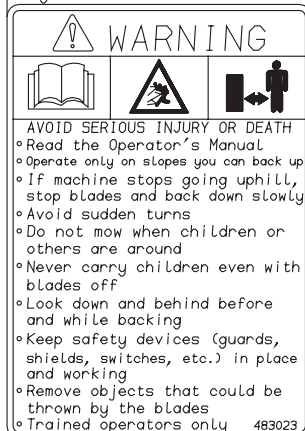 WARNING
AVOID SERIOUS INJURY OR DEATH
° Read the Operator's Manual
° Operate only on slopes you can back up
° If machine stops going uphill,
stop blades and back down slowly
° Avoid sudden turns
° Do not mow when children or
others are around
° Never carry children even with
blades off
° Look down and behind before
and while backing
° Keep safety devices (guards,
shields, switches, etc.) in place
and working
° Remove objects that could be
thrown by the blades
° Trained operators only 483023